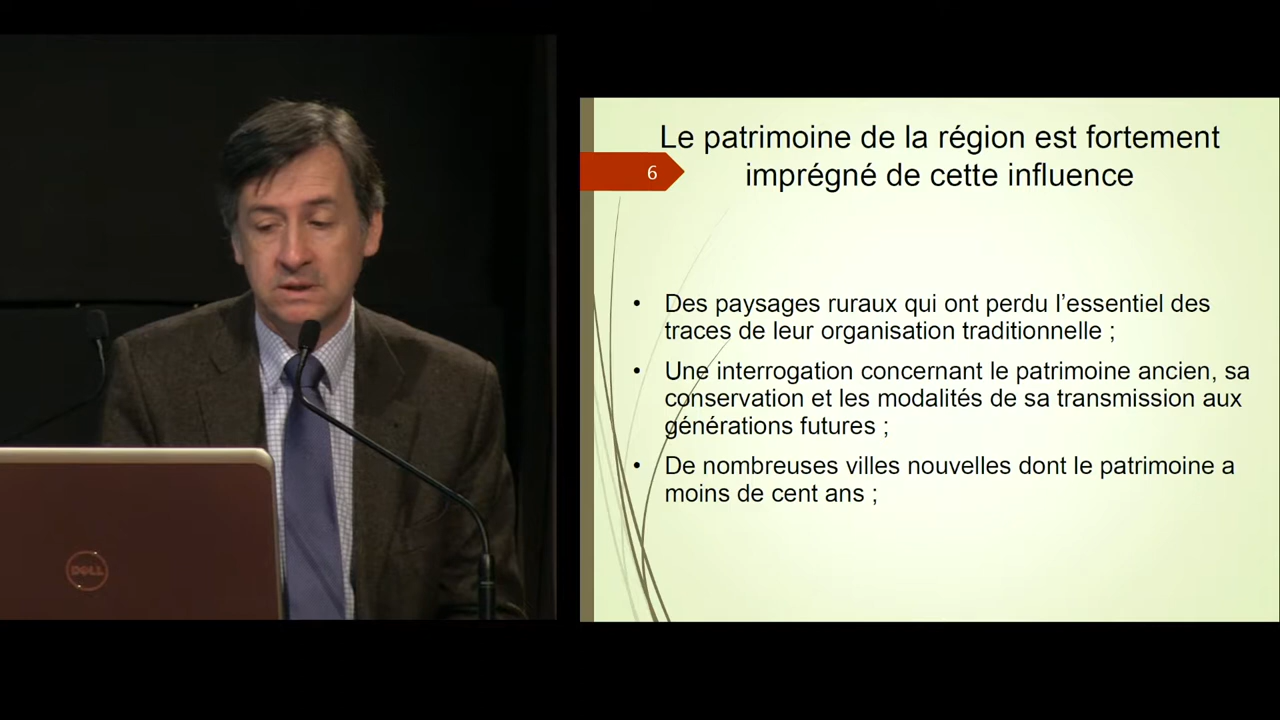 Le patrimoine de la région est fortement
imprégné de cette influence
6
• Des paysages ruraux qui ont perdu l’essentiel des
traces de leur organisation traditionnelle ;
• Une interrogation concernant le patrimoine ancien, sa
conservation et les modalités de sa transmission aux
générations futures ;
• De nombreuses villes nouvelles dont le patrimoine a
moins de cent ans ;
DELL